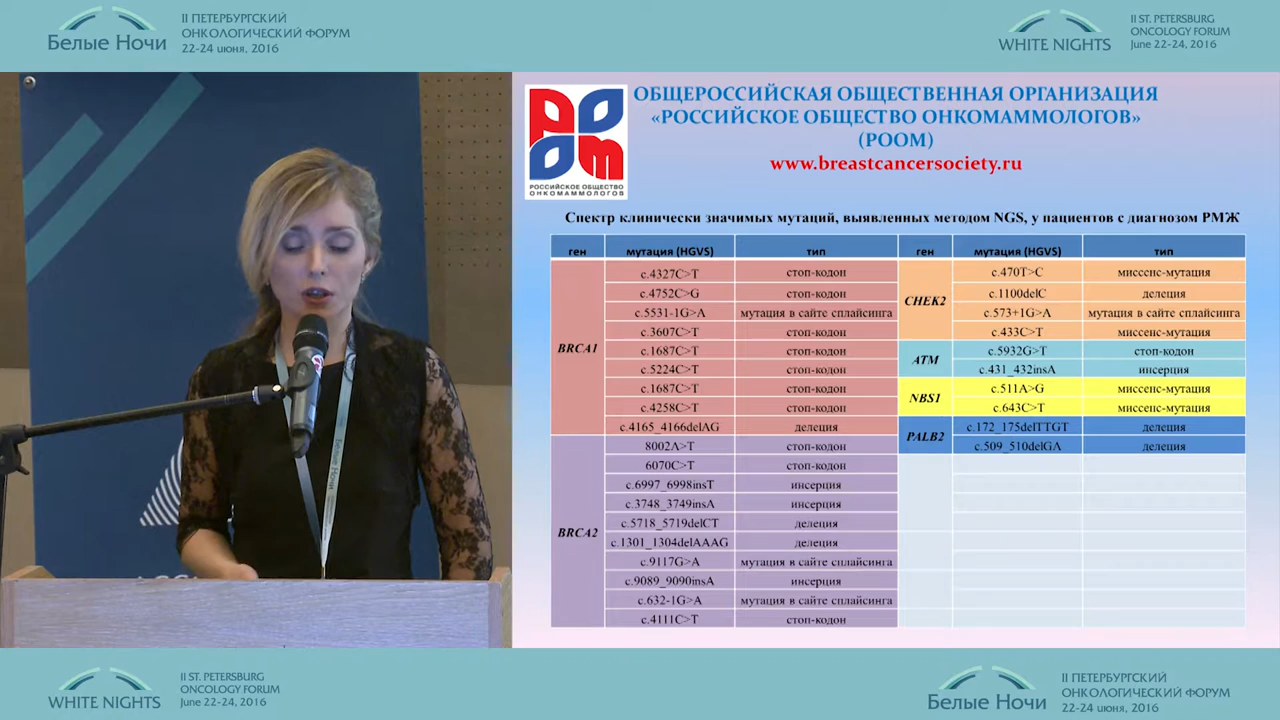 Белые Ночи
II ПЕТЕРБУРГСКИЙ
ОНКОЛОГИЧЕСКИЙ ФОРУМ
22-24 июня, 2016
WHITE NIGHTS
II ST. PETERSBURG
ONCOLOGY FORUM
June 22-24, 2016
РООМ
РОССИЙСКОЕ ОБЩЕСТВО
ОНКОМАММОЛОГОВ
ОБЩЕРОССИЙСКАЯ ОБЩЕСТВЕННАЯ ОРГАНИЗАЦИЯ
«РОССИЙСКОЕ ОБЩЕСТВО ОНКОМАММОЛОГОВ»
(РООМ)
www.breastcancersociety.ru
Спектр клинически значимых мутаций, выявленных методом NGS, у пациентов с диагнозом РМЖ
ген мутация (HGVS) тип ген мутация (HGVS) тип
BRCA1
c.4327C>T стоп-кодон
c.4752C>G стоп-кодон
c.5531-1G>A мутация в сайте сплайсинга
c.3607C>T стоп-кодон
c.1687C>T стоп-кодон
c.5224C>T стоп-кодон
c.1687C>T стоп-кодон
c.4258C>T стоп-кодон
c.4165_4166delAG делеция
BRCA2
8002A>T стоп-кодон
6070C>T стоп-кодон
c.6997_6998insT инсерция
c.3748_3749insA инсерция
c.5718_5719delCT делеция
c.1301_1304delAAAG делеция
c.9117G>A мутация в сайте сплайсинга
c.9089_9090insA инсерция
c.632-1G>A мутация в сайте сплайсинга
c.4111C>T стоп-кодон
CHEK2
c.470T>C миссенс-мутация
c.1100delC делеция
c.573+1G>A мутация в сайте сплайсинга
c.433C>T миссенс-мутация
ATM
c.5932G>T стоп-кодон
c.431_432insA инсерция
NBS1
c.511A>G миссенс-мутация
c.643C>T миссенс-мутация
PALB2
c.172_175delTTGT делеция
c.509_510delGA делеция
WHITE NIGHTS
II ST. PETERSBURG
ONCOLOGY FORUM
June 22-24, 2016
Белые Ночи
II ПЕТЕРБУРГСКИЙ
ОНКОЛОГИЧЕСКИЙ ФОРУМ
22-24 июня, 2016